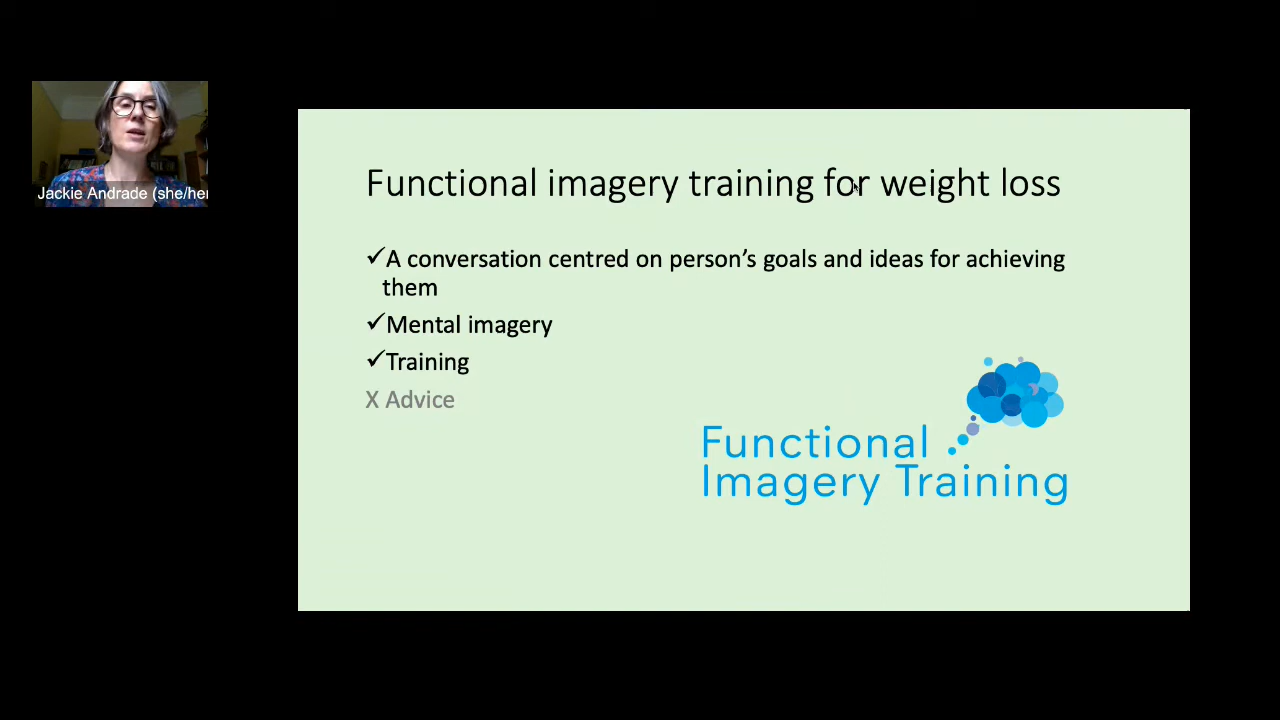 Jackie Andrade (she/her
Functional imagery training for weight loss
✓A conversation centred on person's goals and ideas for achieving
them
✓Mental imagery
✓Training
X Advice
Functional
Imagery Training